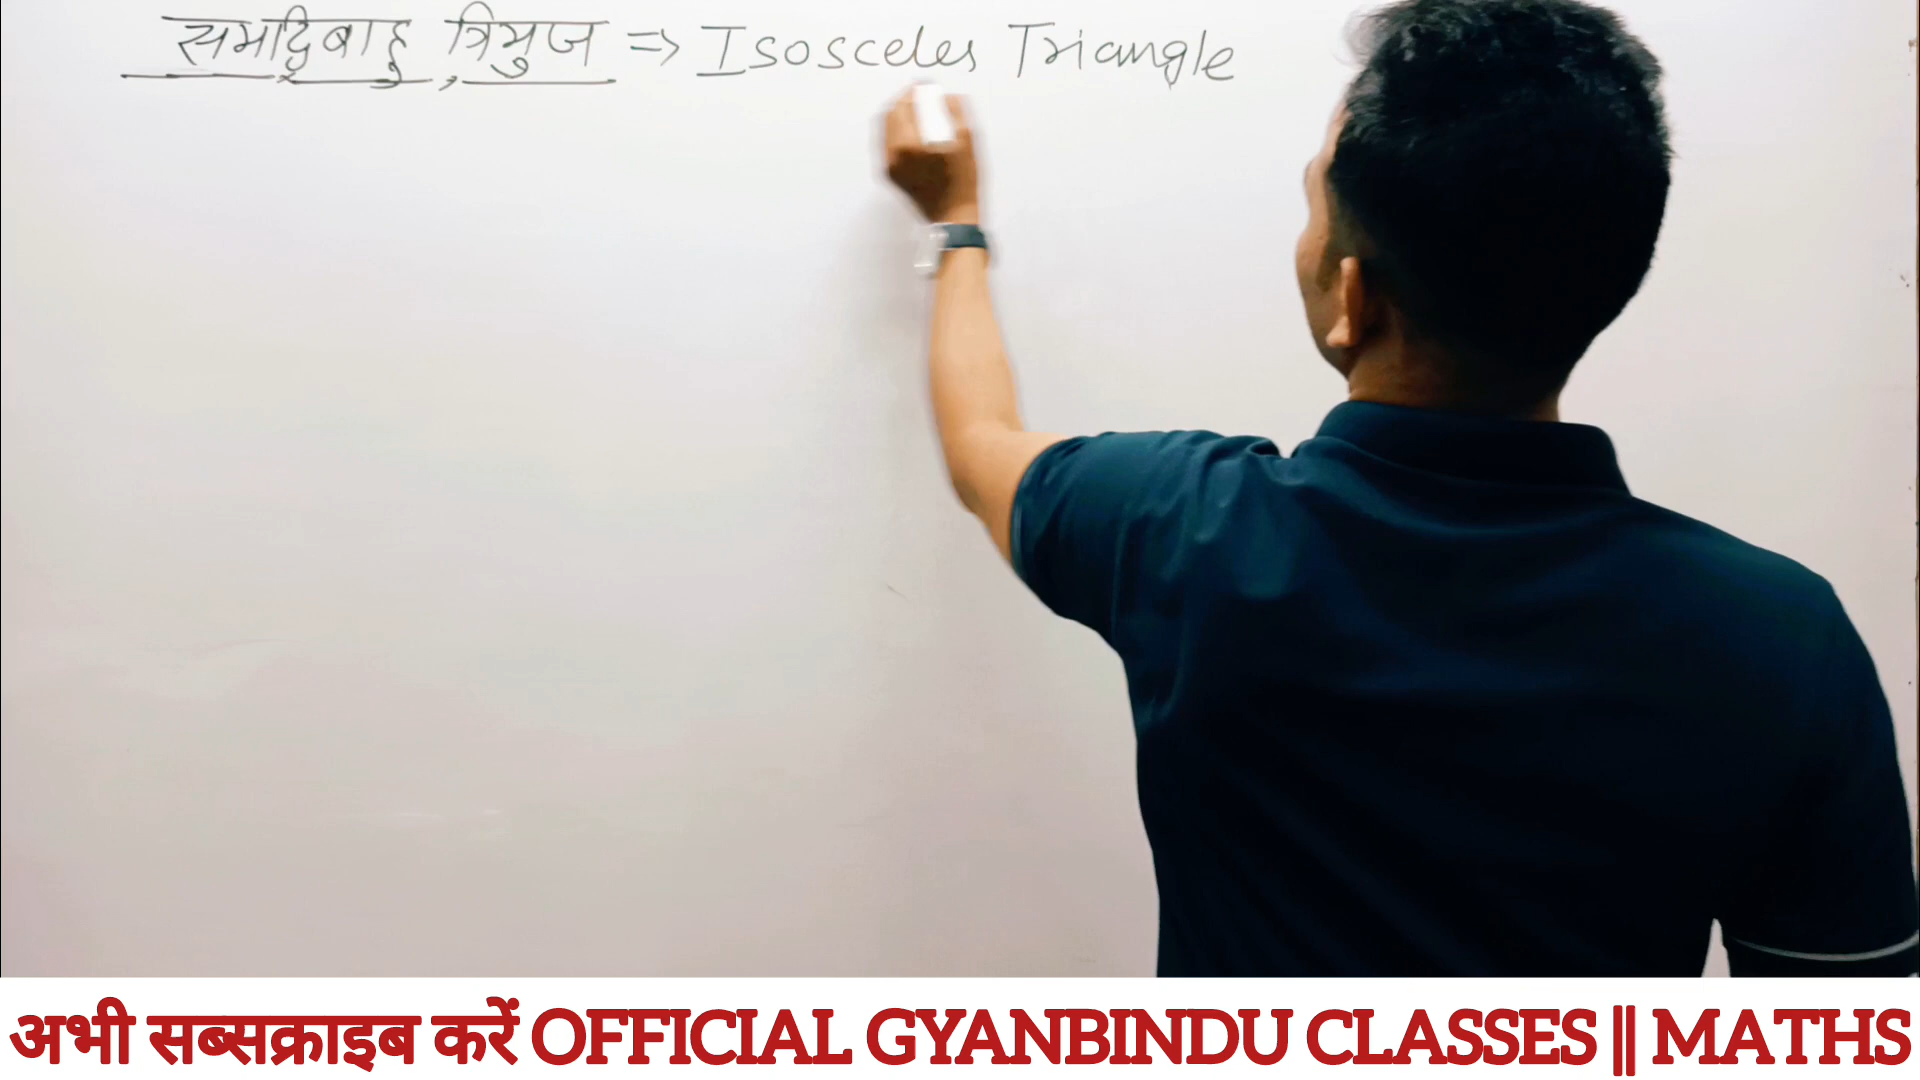 समद्विबाहु त्रिभुज => Isosceles Triangle
अभी सब्सक्राइब करें OFFICIAL GYANBINDU CLASSES || MATHS